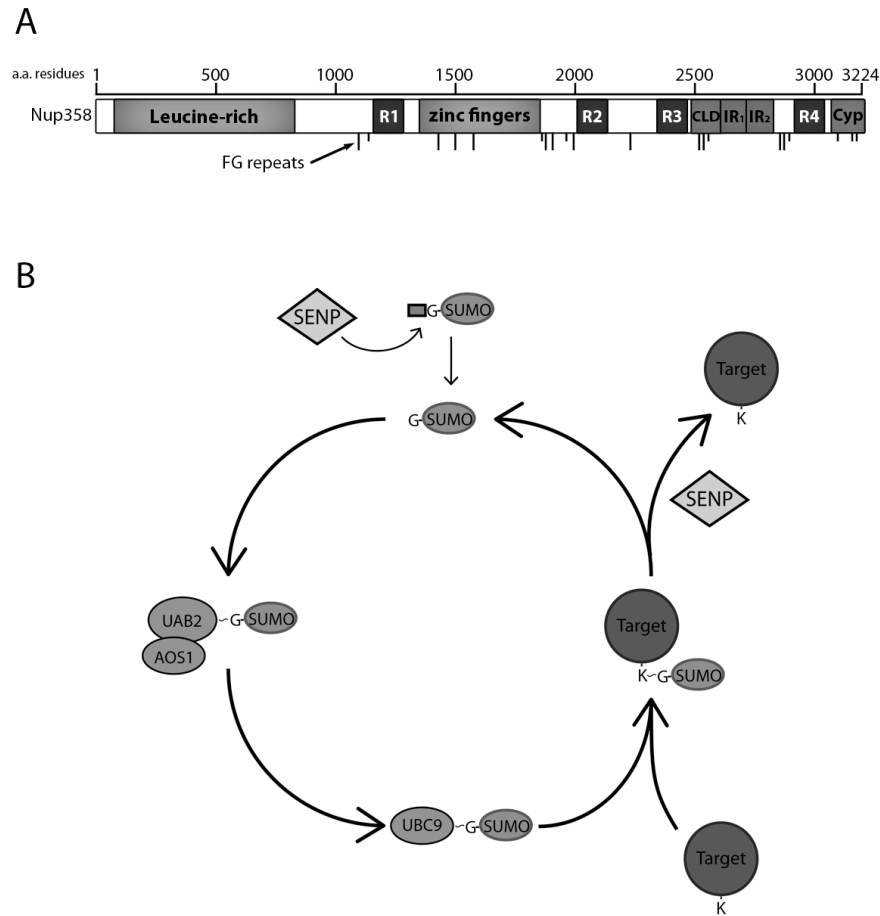 A
a.a. residues 1 500 1000 1500 2000 2500 3000 3224
Nup358 Leucine-rich R1 zinc fingers R2 R3 CLD IR₁ IR₂ R4 Cyp
FG repeats
B
SENP G-SUMO
Target
K
G-SUMO
SENP
UAB2 ~G-SUMO
AOS1
Target
K~G-SUMO
UBC9 ~G-SUMO
Target
K